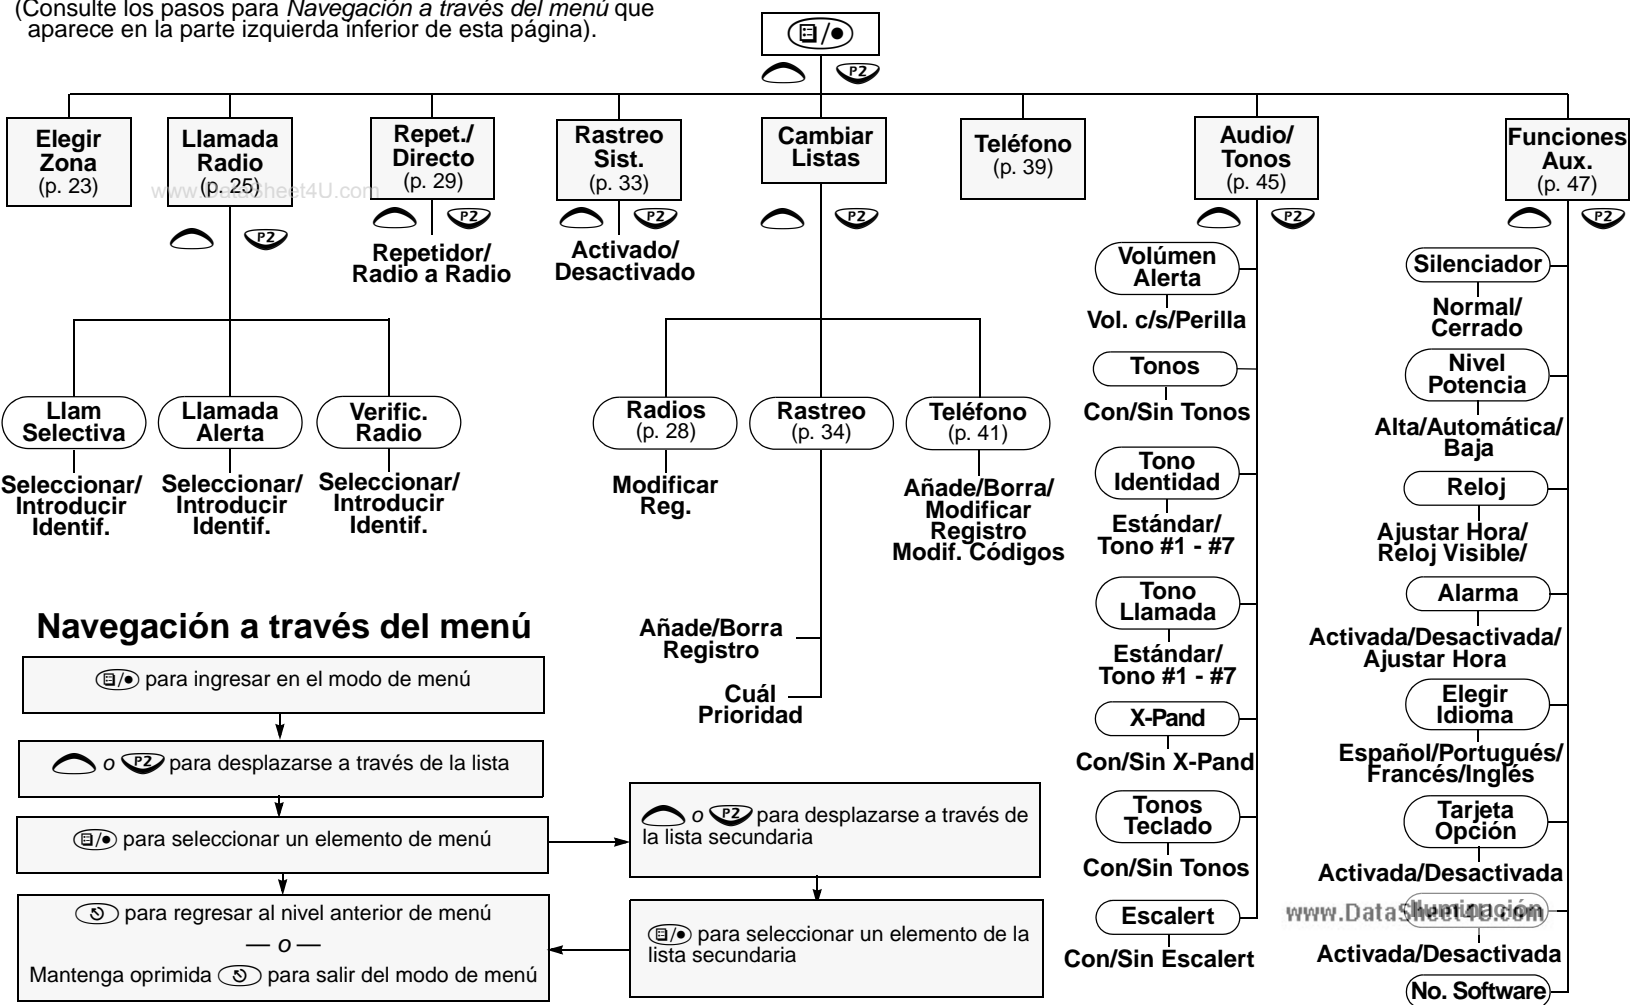 (Consulte los pasos para Navegación a través del menú que
aparece en la parte izquierda inferior de esta página).
P2
Elegir
Zona
(p. 23)
Llamada
Radio
(p. 25)
Repet./
Directo
(p. 29)
Rastreo
Sist.
(p. 33)
Cambiar
Listas
Teléfono
(p. 39)
Audio/
Tonos
(p. 45)
Funciones
Aux.
(p. 47)
www.DataSheet4U.com
P2
P2
P2
P2
P2
P2
Repetidor/
Radio a Radio
Activado/
Desactivado
Llam
Selectiva
Seleccionar/
Introducir
Identif.
Llamada
Alerta
Seleccionar/
Introducir
Identif.
Verific.
Radio
Seleccionar/
Introducir
Identif.
Radios
(p. 28)
Modificar
Reg.
Rastreo
(p. 34)
Añade/Borra
Registro
Cuál
Prioridad
Teléfono
(p. 41)
Añade/Borra/
Modificar
Registro
Modif. Códigos
Volúmen
Alerta
Vol. c/s/Perilla
Tonos
Con/Sin Tonos
Tono
Identidad
Estándar/
Tono #1 - #7
Tono
Llamada
Estándar/
Tono #1 - #7
X-Pand
Con/Sin X-Pand
Tonos
Teclado
Con/Sin Tonos
Escalert
Con/Sin Escalert
Silenciador
Normal/
Cerrado
Nivel
Potencia
Alta/Automática/
Baja
Reloj
Ajustar Hora/
Reloj Visible/
Alarma
Activada/Desactivada/
Ajustar Hora
Elegir
Idioma
Español/Portugués/
Francés/Inglés
Tarjeta
Opción
Activada/Desactivada
Iluminación
www.DataSheet4U.com
Activada/Desactivada
No. Software
Navegación a través del menú
para ingresar en el modo de menú
o P2 para desplazarse a través de la lista
para seleccionar un elemento de menú
para regresar al nivel anterior de menú
— o —
Mantenga oprimida para salir del modo de menú
o P2 para desplazarse a través de
la lista secundaria
para seleccionar un elemento de la
lista secundaria